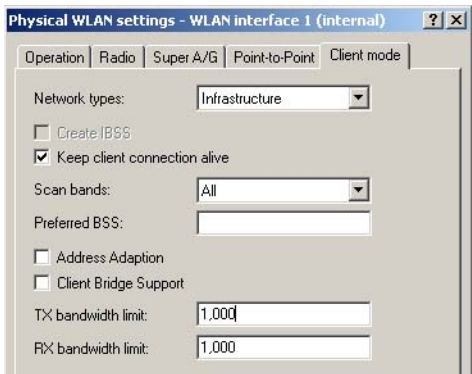 Physical WLAN settings - WLAN interface 1 (internal)
Operation Radio Super A/G Point-to-Point Client mode
Network types: Infrastructure
Create IBSS
Keep client connection alive
Scan bands: All
Preferred BSS:
Address Adaption
Client Bridge Support
TX bandwidth limit: 1,000
RX bandwidth limit: 1,000